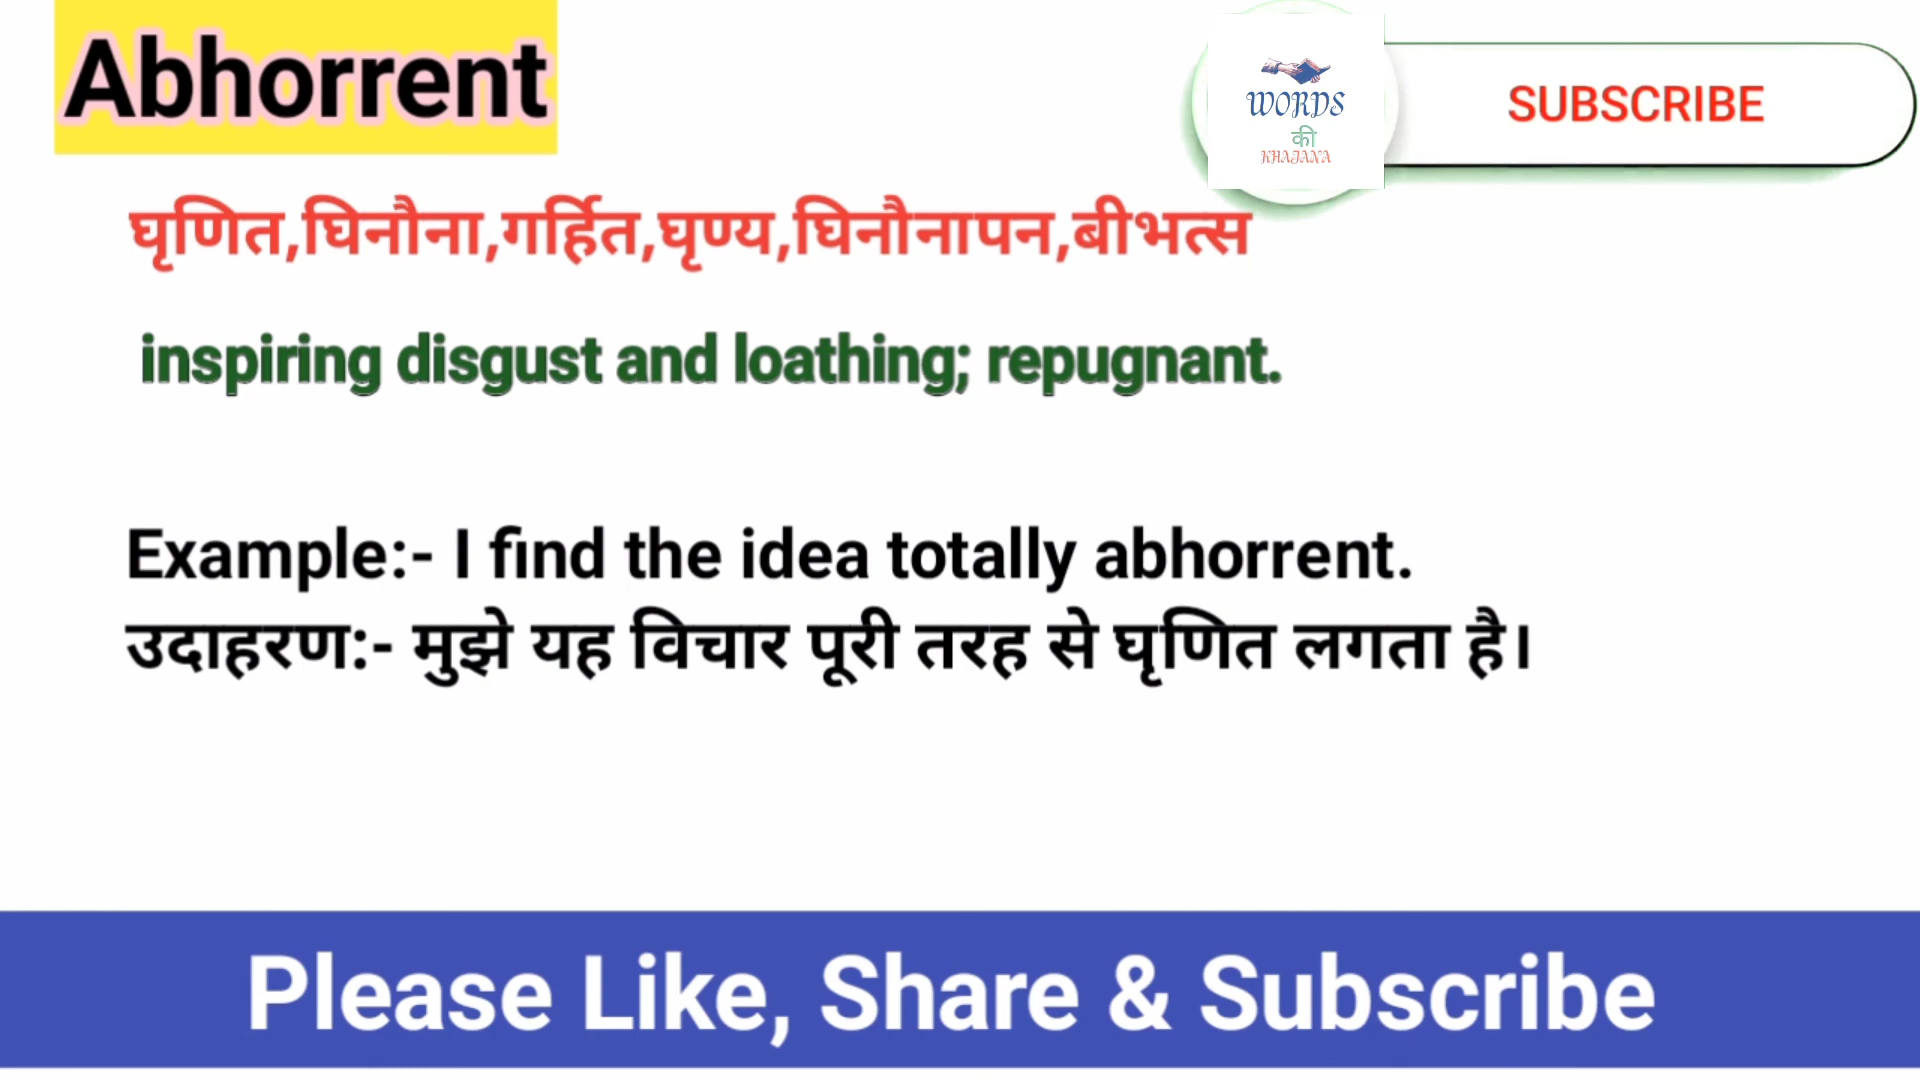 Abhorrent
WORDS
की
KHAJANA
SUBSCRIBE
घृणित,घिनौना,गर्हित,घृण्य,घिनौनापन,बीभत्स
inspiring disgust and loathing; repugnant.
Example:- I find the idea totally abhorrent.
उदाहरण:- मुझे यह विचार पूरी तरह से घृणित लगता है।
Please Like, Share & Subscribe